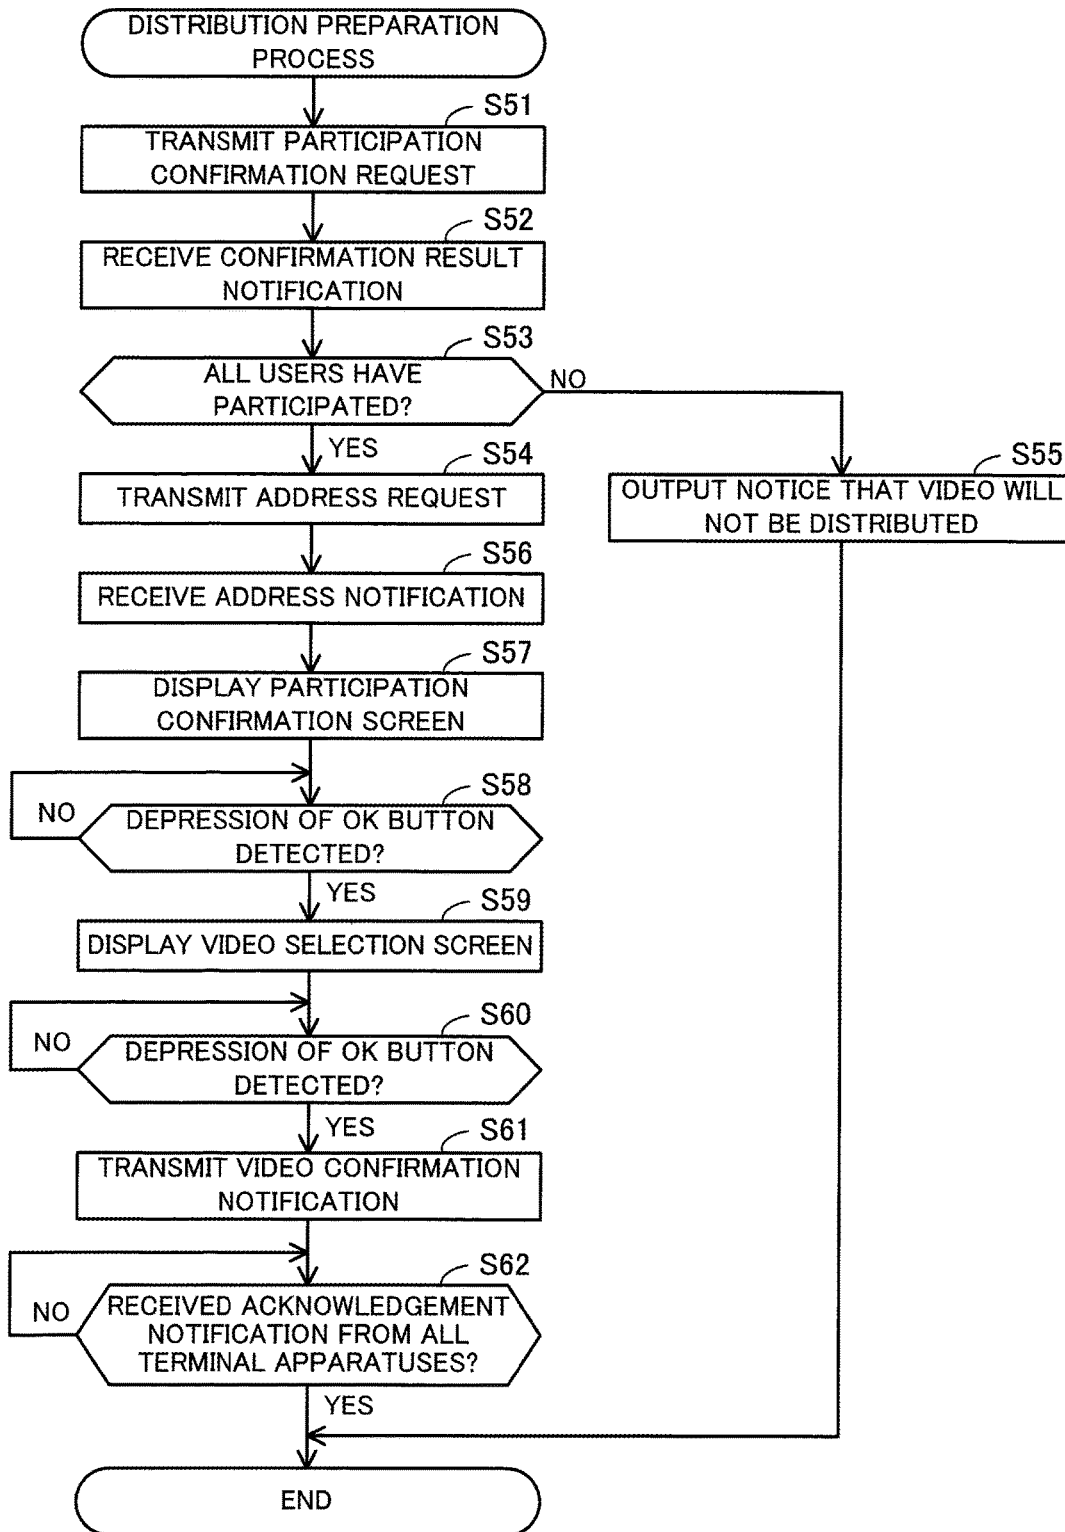 DISTRIBUTION PREPARATION
PROCESS
S51
TRANSMIT PARTICIPATION
CONFIRMATION REQUEST
S52
RECEIVE CONFIRMATION RESULT
NOTIFICATION
S53
ALL USERS HAVE
PARTICIPATED?
NO
YES
S54
TRANSMIT ADDRESS REQUEST
S55
OUTPUT NOTICE THAT VIDEO WILL
NOT BE DISTRIBUTED
S56
RECEIVE ADDRESS NOTIFICATION
S57
DISPLAY PARTICIPATION
CONFIRMATION SCREEN
S58
NO
DEPRESSION OF OK BUTTON
DETECTED?
YES
S59
DISPLAY VIDEO SELECTION SCREEN
S60
NO
DEPRESSION OF OK BUTTON
DETECTED?
YES
S61
TRANSMIT VIDEO CONFIRMATION
NOTIFICATION
S62
NO
RECEIVED ACKNOWLEDGEMENT
NOTIFICATION FROM ALL
TERMINAL APPARATUSES?
YES
END